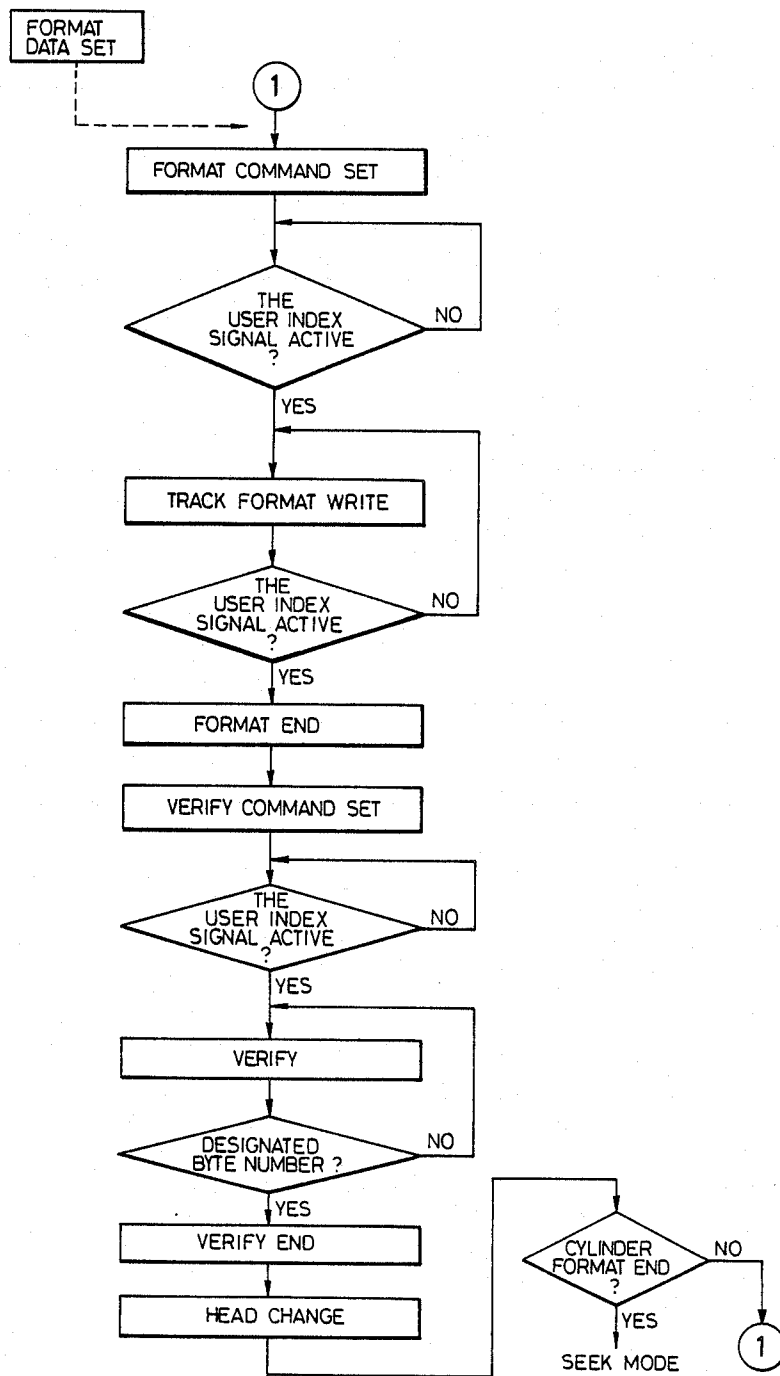 FORMAT
DATA SET
1
FORMAT COMMAND SET
THE
USER INDEX
SIGNAL ACTIVE
?
NO
YES
TRACK FORMAT WRITE
THE
USER INDEX
SIGNAL ACTIVE
?
NO
YES
FORMAT END
VERIFY COMMAND SET
THE
USER INDEX
SIGNAL ACTIVE
?
NO
YES
VERIFY
DESIGNATED
BYTE NUMBER ?
NO
YES
VERIFY END
HEAD CHANGE
CYLINDER
FORMAT END
?
NO
YES
SEEK MODE
1